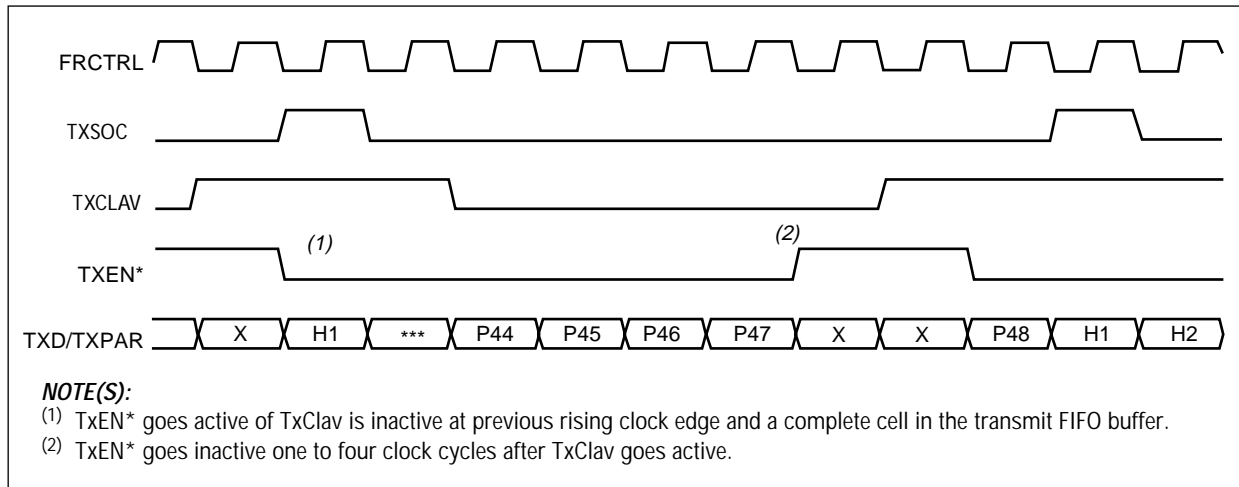 FRCTRL
TXSOC
TXCLAV
(1) (2)
TXEN*
TXD/TXPAR X H1 *** P44 P45 P46 P47 X X P48 H1 H2
NOTE(S):
(1) TxEN* goes active of TxClav is inactive at previous rising clock edge and a complete cell in the transmit FIFO buffer.
(2) TxEN* goes inactive one to four clock cycles after TxClav goes active.